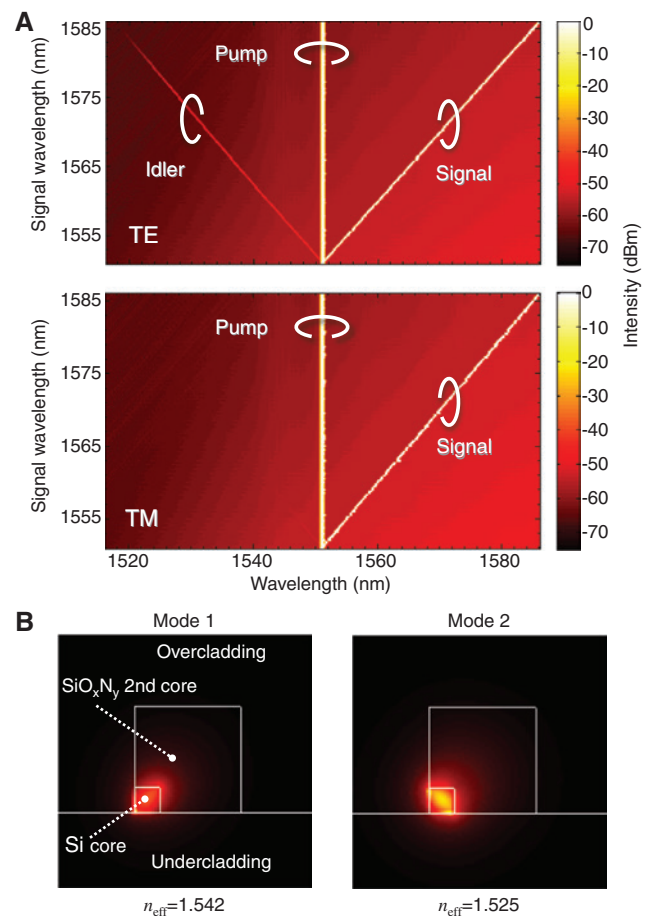 A
Signal wavelength (nm)
1585
1575
1565
1555
Pump
Idler
Signal
TE
0
-10
-20
-30
-40
-50
-60
-70
Signal wavelength (nm)
1585
1575
1565
1555
Pump
Signal
TM
0
-10
-20
-30
-40
-50
-60
-70
Intensity (dBm)
1520
1540
1560
1580
Wavelength (nm)
B
Mode 1
Mode 2
Overcladding
SiOxNy 2nd core
Si core
Undercladding
neff=1.542
neff=1.525